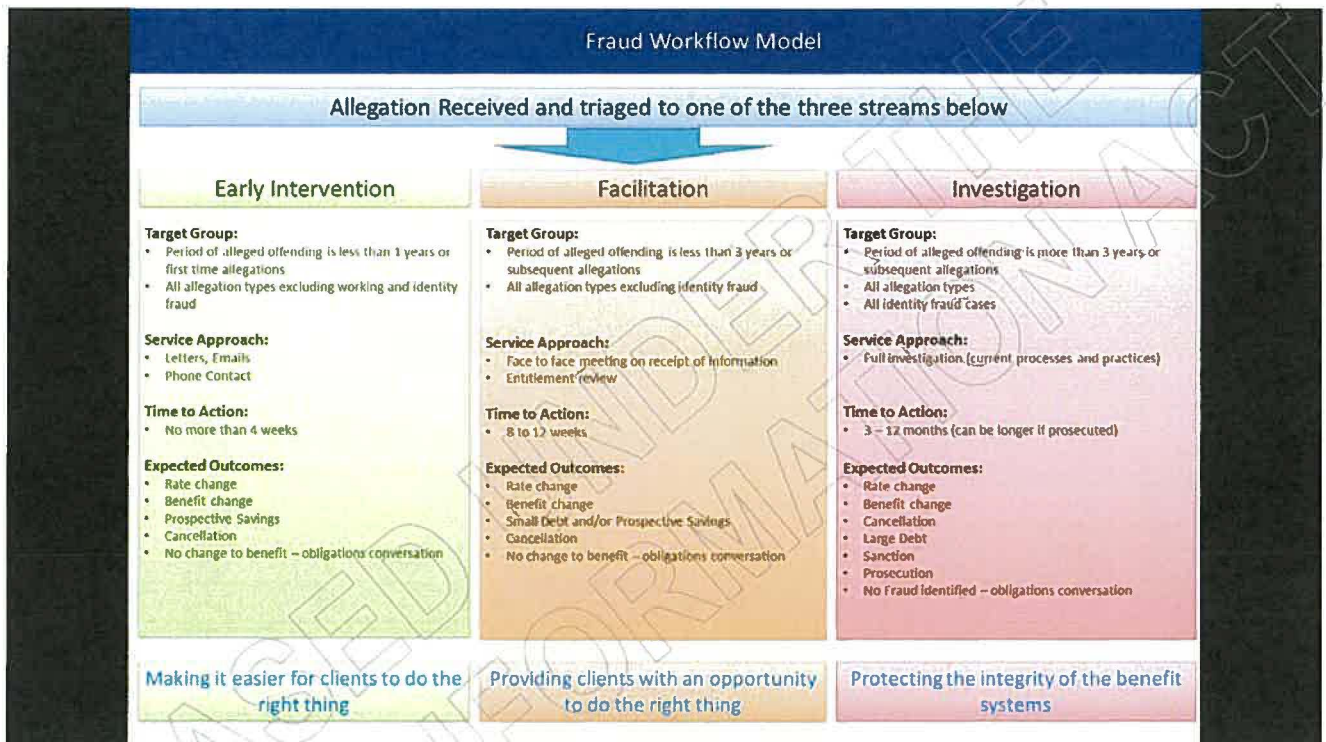 Fraud Workflow Model
Allegation Received and triaged to one of the three streams below
Early Intervention
Target Group:
• Period of alleged offending is less than 1 years or
first time allegations
• All allegation types excluding working and identity
fraud
Service Approach:
• Letters, Emails
• Phone Contact
Time to Action:
• No more than 4 weeks
Expected Outcomes:
• Rate change
• Benefit change
• Prospective Savings
• Cancellation
• No change to benefit – obligations conversation
Making it easier for clients to do the
right thing
Facilitation
Target Group:
• Period of alleged offending is less than 3 years or
subsequent allegations
• All allegation types excluding identity fraud
Service Approach:
• Face to face meeting on receipt of information
• Entitlement review
Time to Action:
• 8 to 12 weeks
Expected Outcomes:
• Rate change
• Benefit change
• Small Debt and/or Prospective Savings
• Cancellation
• No change to benefit – obligations conversation
Providing clients with an opportunity
to do the right thing
Investigation
Target Group:
• Period of alleged offending is more than 3 years or
subsequent allegations
• All allegation types
• All identity fraud cases
Service Approach:
• Full investigation (current processes and practices)
Time to Action:
• 3 – 12 months (can be longer if prosecuted)
Expected Outcomes:
• Rate change
• Benefit change
• Cancellation
• Large Debt
• Sanction
• Prosecution
• No Fraud identified – obligations conversation
Protecting the integrity of the benefit
systems
ASED UNDER THE
INFORMATION ACT